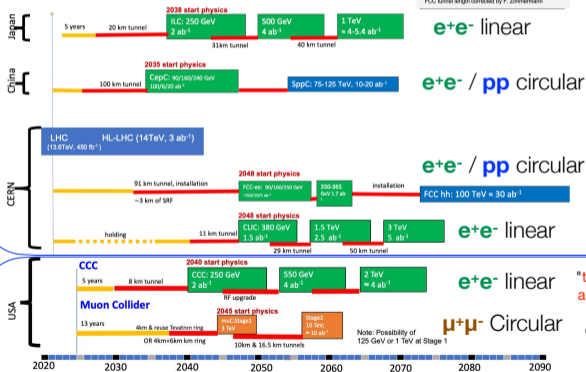 FCC tunnel length corrected by F. Zimmermann
Japan
2038 start physics
5 years
20 km tunnel
ILC: 250 GeV
2 ab⁻¹
500 GeV
4 ab⁻¹
1 TeV
≈ 4-5.4 ab⁻¹
31km tunnel
40 km tunnel
e+e- linear
China
2035 start physics
100 km tunnel
CepC: 90/160/240 GeV
100/6/20 ab⁻¹
SppC: 75-125 TeV, 10-20 ab⁻¹
e+e- / pp circular
CERN
LHC
HL-LHC (14TeV, 3 ab⁻¹)
(13.6TeV, 450 fb⁻¹)
2048 start physics
91 km tunnel, installation
~3 km of SRF
FCC-ee: 90/160/250 GeV
350-365
GeV 1.7 ab
installation
FCC hh: 100 TeV ≈ 30 ab⁻¹
e+e- / pp circular
2048 start physics
holding
11 km tunnel
CLIC: 380 GeV
1.5 ab⁻¹
1.5 TeV
2.5 ab⁻¹
3 TeV
5 ab⁻¹
29 km tunnel
50 km tunnel
e+e- linear
USA
CCC
2040 start physics
5 years
8 km tunnel
CCC: 250 GeV
2 ab⁻¹
550 GeV
4 ab⁻¹
2 TeV
≈ 4 ab⁻¹
RF upgrade
e+e- linear
Muon Collider
2045 start physics
13 years
4km & reuse Tevatron ring
OR 4km+6km km ring
muC:Stage1
3 TeV
Stage2
10 TeV
≈ 10 ab⁻¹
10km & 16.5 km tunnels
Note: Possibility of
125 GeV or 1 TeV at Stage 1
μ+μ- Circular
"t
a
2020 2030 2040 2050 2060 2070 2080 2090